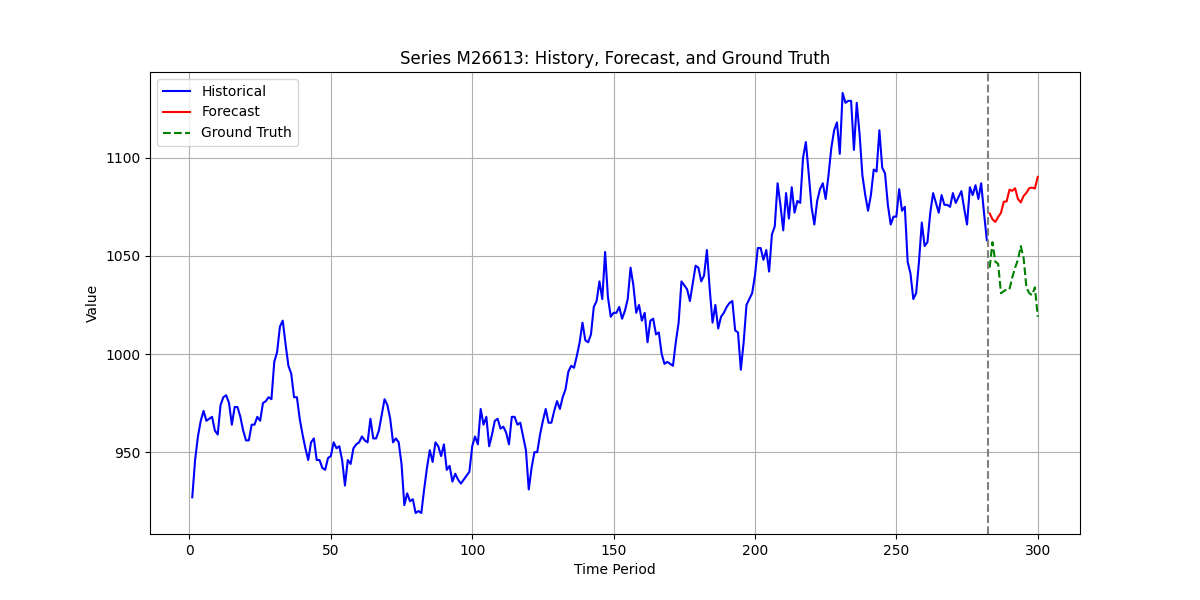 Series M26613: History, Forecast, and Ground Truth
Historical
Forecast
Ground Truth
Value
1100
1050
1000
950
0 50 100 150 200 250 300
Time Period